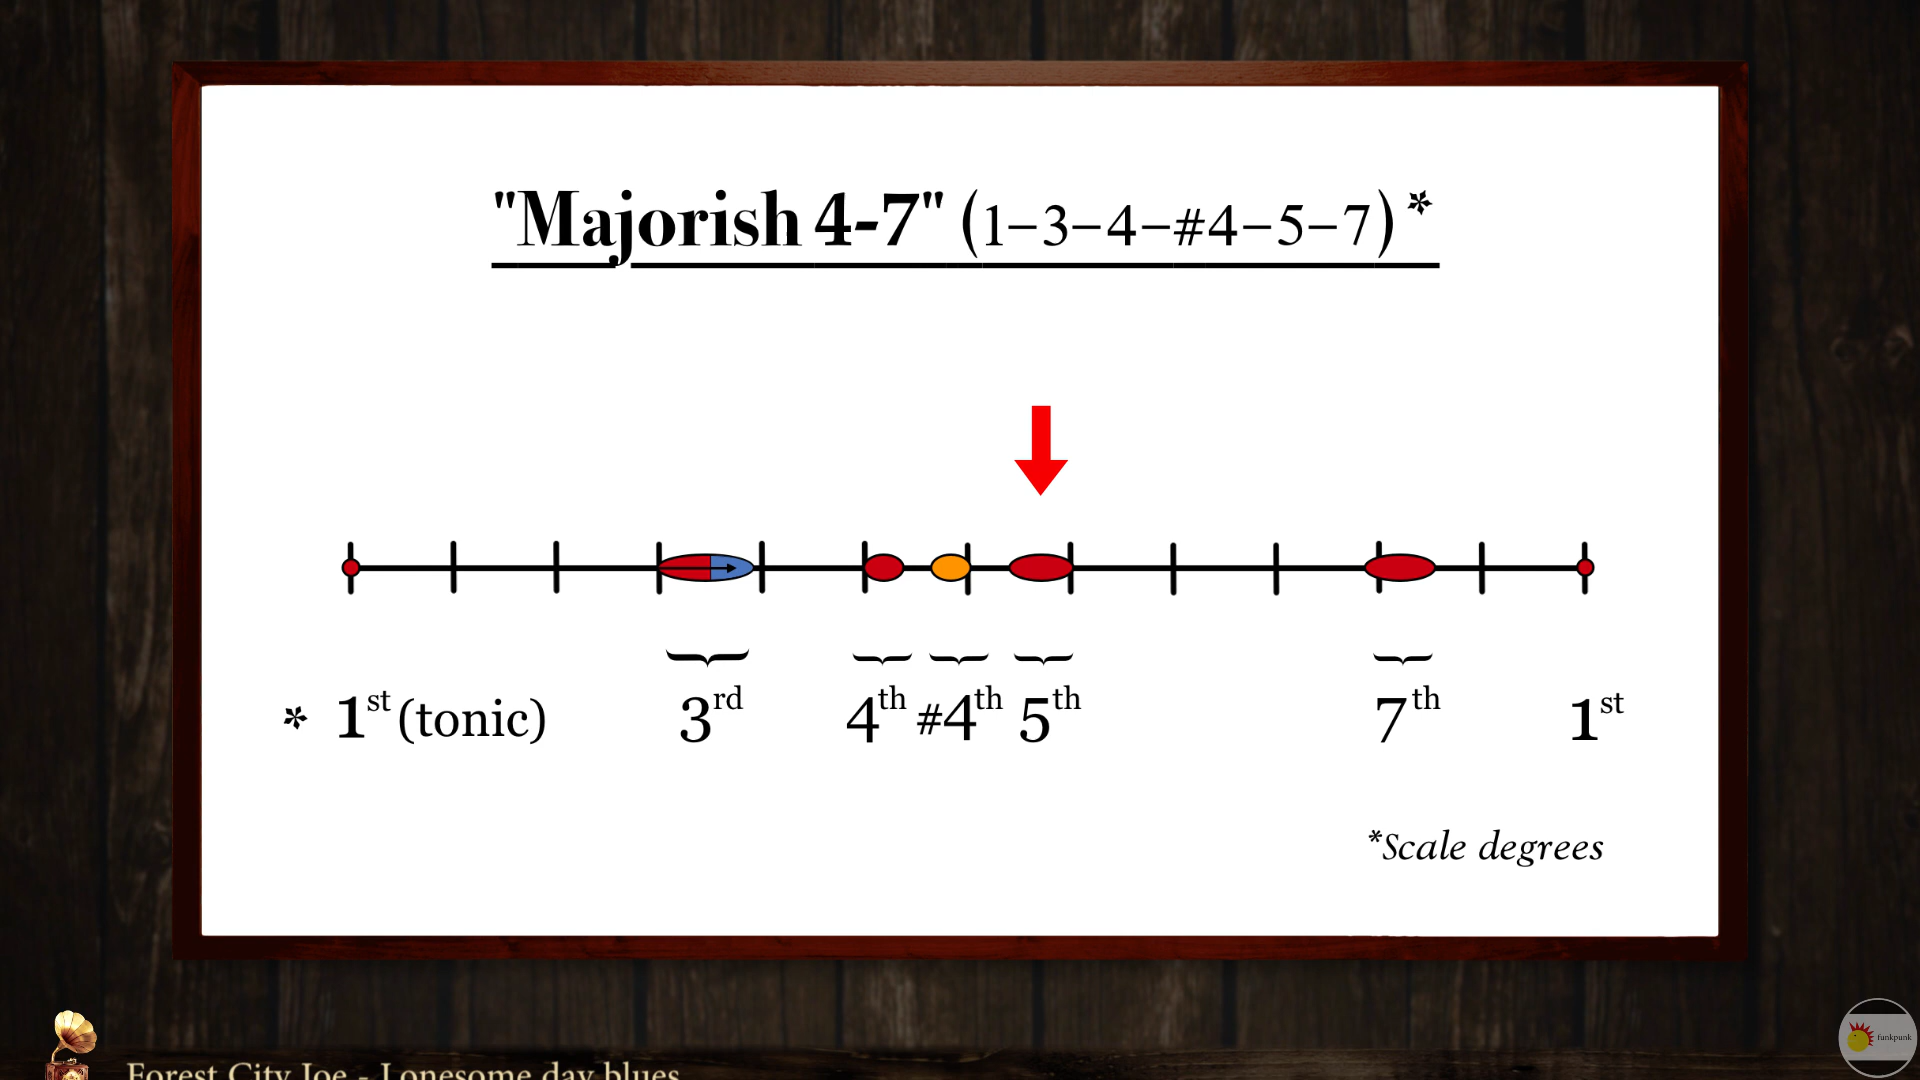 "Majorish 4-7" (1–3–4–#4–5–7)*
* 1st (tonic) 3rd 4th #4th 5th 7th 1st
*Scale degrees
Forest City Joe - Lonesome day blues
funkpunk